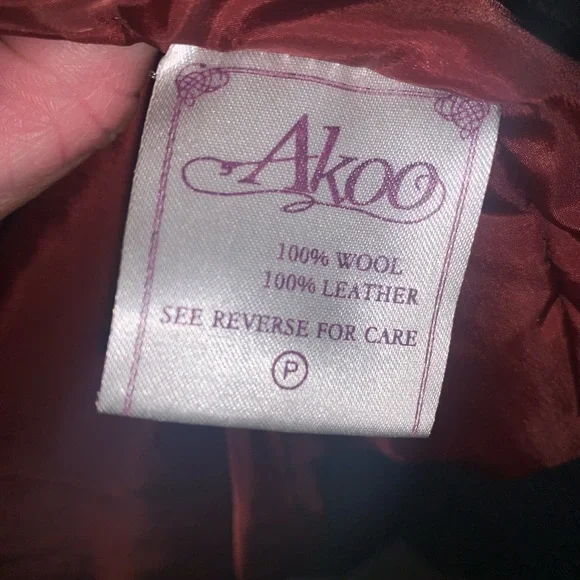 Akoo
100% WOOL
100% LEATHER
SEE REVERSE FOR CARE
P